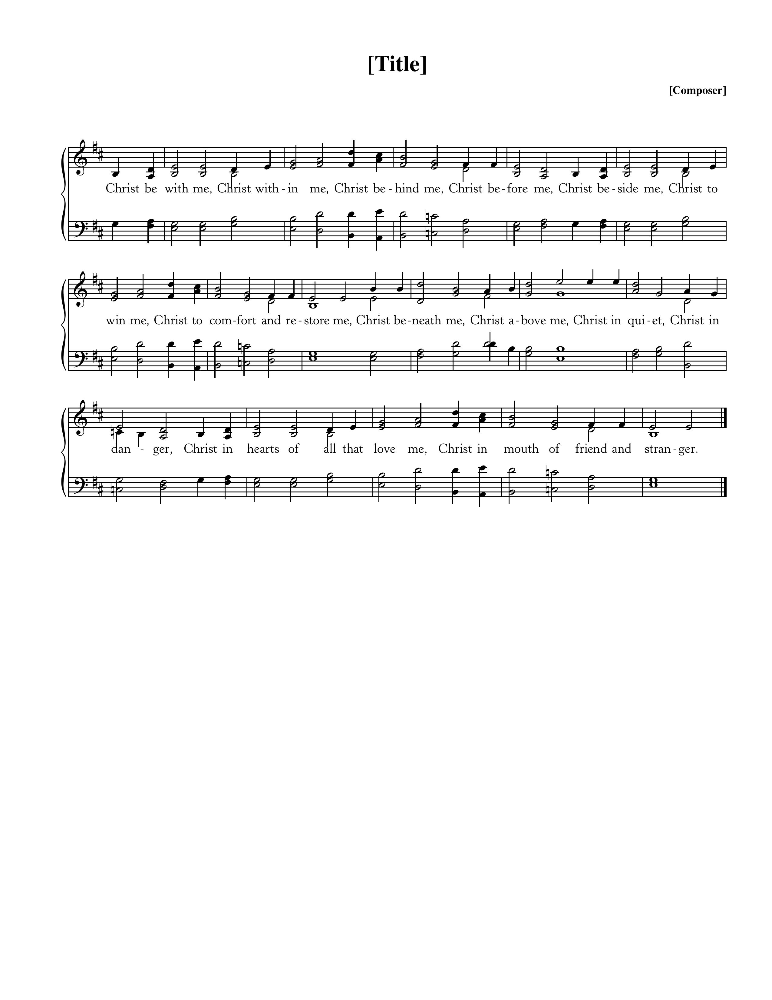 [Title]
[Composer]
Christ be with me, Christ with - in me, Christ be - hind me, Christ be - fore me, Christ be - side me, Christ to
win me, Christ to com - fort and re - store me, Christ be - neath me, Christ a - bove me, Christ in qui - et, Christ in
dan - ger, Christ in hearts of all that love me, Christ in mouth of friend and stran - ger.